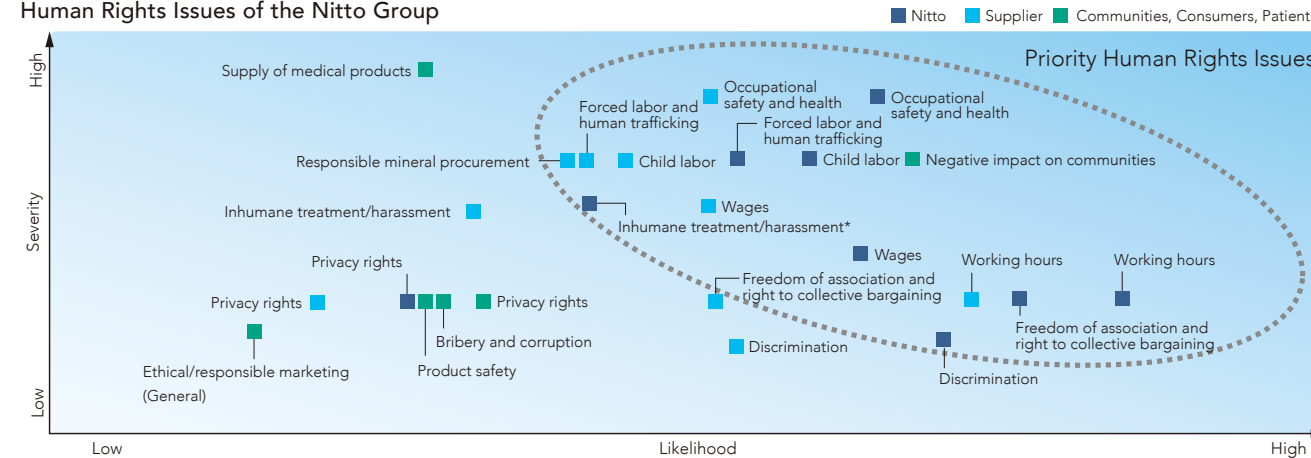 Human Rights Issues of the Nitto Group
Nitto
Supplier
Communities, Consumers, Patient
High
Priority Human Rights Issues
Supply of medical products
Occupational
safety and health
Occupational
safety and health
Forced labor and
human trafficking
Forced labor and
human trafficking
Responsible mineral procurement
Child labor
Child labor
Negative impact on communities
Severity
Inhumane treatment/harassment
Wages
Inhumane treatment/harassment*
Wages
Working hours
Working hours
Privacy rights
Freedom of association and
right to collective bargaining
Privacy rights
Privacy rights
Freedom of association and
right to collective bargaining
Bribery and corruption
Discrimination
Product safety
Ethical/responsible marketing
(General)
Discrimination
Low
Low
Likelihood
High